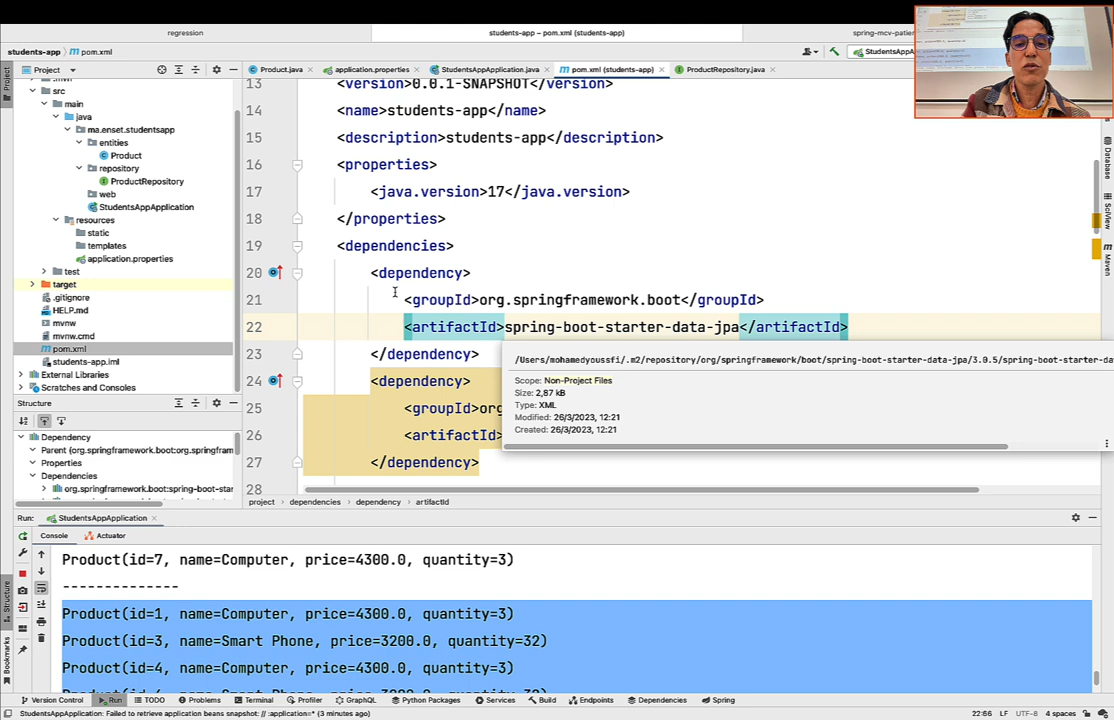 regression
students-app – pom.xml (students-app)
spring-mcv-patie
students-app
pom.xml
StudentsAp
Project
Product.java
application.properties
StudentsAppApplication.java
pom.xml (students-app)
ProductRepository.java
src
main
java
ma.enset.studentsapp
entities
Product
repository
ProductRepository
web
StudentsAppApplication
resources
static
templates
application.properties
test
target
.gitignore
HELP.md
mvnw
mvnw.cmd
pom.xml
students-app.iml
External Libraries
Scratches and Consoles
Structure
Dependency
Parent (org.springframework.boot:org.springfram
Properties
Dependencies
org.springframework.boot:spring-boot-star
13 <version>0.0.1-SNAPSHOT</version>
14 <name>students-app</name>
15 <description>students-app</description>
16 <properties>
17 <java.version>17</java.version>
18 </properties>
19 <dependencies>
20 <dependency>
21 <groupId>org.springframework.boot</groupId>
22 <artifactId>spring-boot-starter-data-jpa</artifactId>
23 </dependency>
24 <dependency>
25 <groupId>org
26 <artifactId>
27 </dependency>
28
/Users/mohamedyoussfi/.m2/repository/org/springframework/boot/spring-boot-starter-data-jpa/3.0.5/spring-boot-starter-da
Scope: Non-Project Files
Size: 2,87 kB
Type: XML
Modified: 26/3/2023, 12:21
Created: 26/3/2023, 12:21
project
dependencies
dependency
artifactId
Project
Database
SciView
Maven
Run:
StudentsAppApplication
Console
Actuator
Product(id=7, name=Computer, price=4300.0, quantity=3)
--------------
Product(id=1, name=Computer, price=4300.0, quantity=3)
Product(id=3, name=Smart Phone, price=3200.0, quantity=32)
Product(id=4, name=Computer, price=4300.0, quantity=3)
Structure
Bookmarks
Version Control
Run
TODO
Problems
Terminal
Profiler
GraphQL
Python Packages
Services
Build
Endpoints
Dependencies
Spring
StudentsAppApplication: Failed to retrieve application beans snapshot: // :application=* (3 minutes ago)
22:66 LF UTF-8 4 spaces